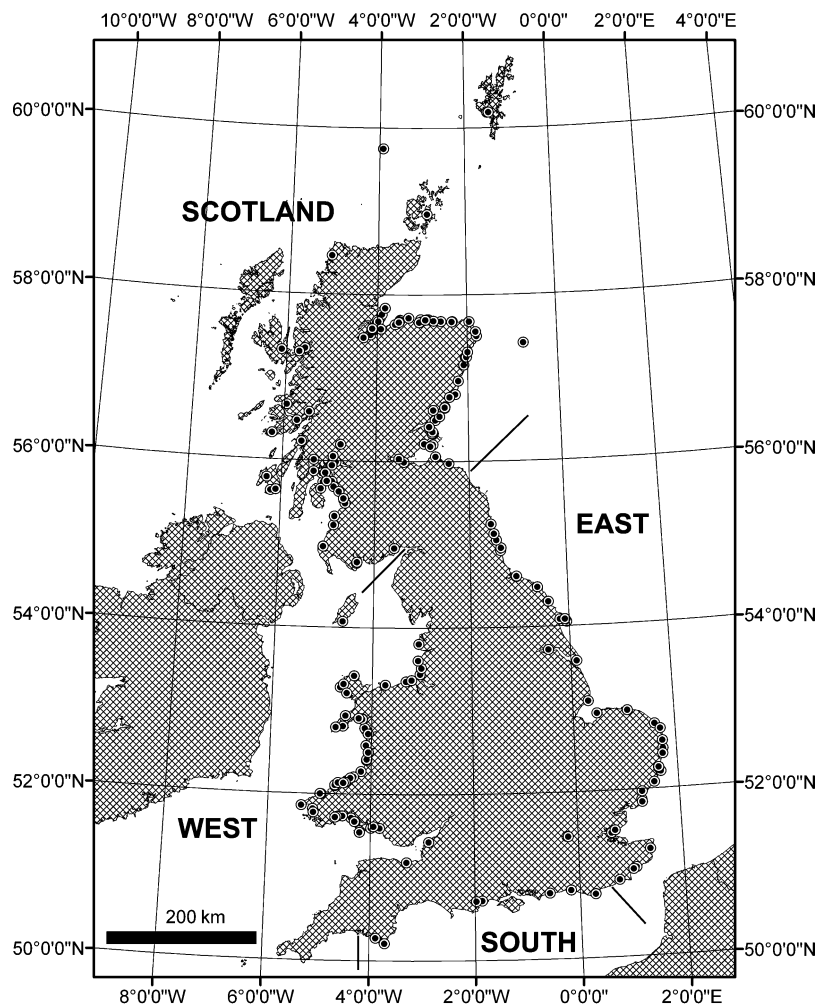 10°0'0"W 8°0'0"W 6°0'0"W 4°0'0"W 2°0'0"W 0°0'0" 2°0'0"E 4°0'0"E
60°0'0"N 60°0'0"N
SCOTLAND
58°0'0"N 58°0'0"N
56°0'0"N 56°0'0"N
EAST
54°0'0"N 54°0'0"N
52°0'0"N 52°0'0"N
WEST
200 km
SOUTH
50°0'0"N 50°0'0"N
8°0'0"W 6°0'0"W 4°0'0"W 2°0'0"W 0°0'0" 2°0'0"E